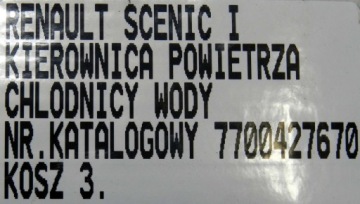 RENAULT SCENIC I
KIEROWNICA POWIETRZA
CHLODNICY WODY
NR.KATALOGOWY 7700427670
KOSZ 3.